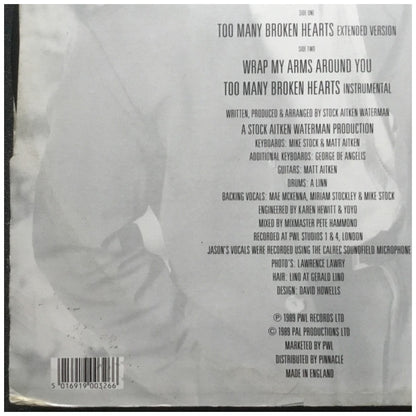 SIDE ONE
TOO MANY BROKEN HEARTS EXTENDED VERSION
SIDE TWO
WRAP MY ARMS AROUND YOU
TOO MANY BROKEN HEARTS INSTRUMENTAL
WRITTEN, PRODUCED & ARRANGED BY STOCK AITKEN WATERMAN
A STOCK AITKEN WATERMAN PRODUCTION
KEYBOARDS: MIKE STOCK & MATT AITKEN
ADDITIONAL KEYBOARDS: GEORGE DE ANGELIS
GUITARS: MATT AITKEN
DRUMS: A LINN
BACKING VOCALS: MAE MCKENNA, MIRIAM STOCKLEY & MIKE STOCK
ENGINEERED BY KAREN HEWITT & YOYO
MIXED BY MIXMASTER PETE HAMMOND
RECORDED AT PWL STUDIOS 1 & 4, LONDON
JASON'S VOCALS WERE RECORDED USING THE CALREC SOUNDFIELD MICROPHONE
PHOTO'S: LAWRENCE LAWRY
HAIR: LINO AT GERALD LINO
DESIGN: DAVID HOWELLS
℗ 1989 PWL RECORDS LTD
© 1989 PAL PRODUCTIONS LTD
MARKETED BY PWL
DISTRIBUTED BY PINNACLE
MADE IN ENGLAND
5 016919 003266